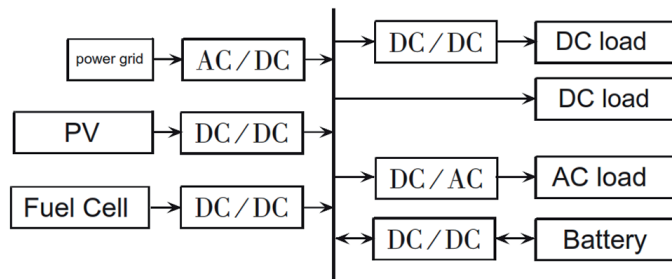 power grid
AC/DC
DC/DC
DC load
DC load
PV
DC/DC
DC/AC
AC load
Fuel Cell
DC/DC
DC/DC
Battery